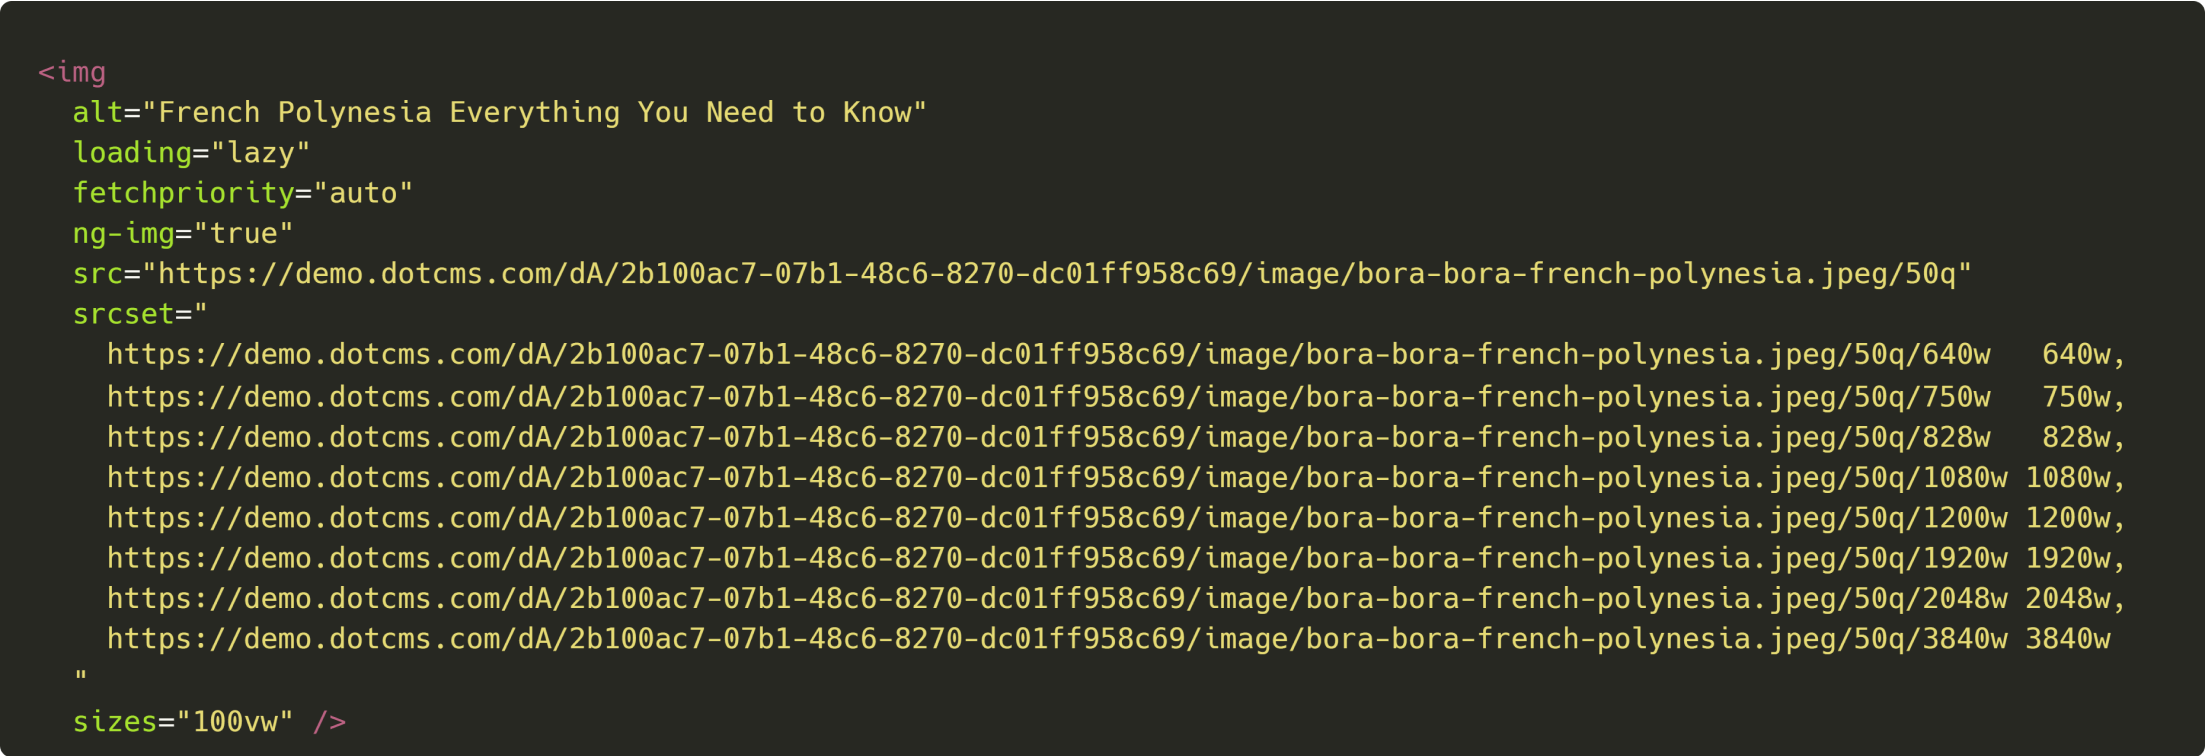 <img
  alt="French Polynesia Everything You Need to Know"
  loading="lazy"
  fetchpriority="auto"
  ng-img="true"
  src="https://demo.dotcms.com/dA/2b100ac7-07b1-48c6-8270-dc01ff958c69/image/bora-bora-french-polynesia.jpeg/50q"
  srcset="
    https://demo.dotcms.com/dA/2b100ac7-07b1-48c6-8270-dc01ff958c69/image/bora-bora-french-polynesia.jpeg/50q/640w   640w,
    https://demo.dotcms.com/dA/2b100ac7-07b1-48c6-8270-dc01ff958c69/image/bora-bora-french-polynesia.jpeg/50q/750w   750w,
    https://demo.dotcms.com/dA/2b100ac7-07b1-48c6-8270-dc01ff958c69/image/bora-bora-french-polynesia.jpeg/50q/828w   828w,
    https://demo.dotcms.com/dA/2b100ac7-07b1-48c6-8270-dc01ff958c69/image/bora-bora-french-polynesia.jpeg/50q/1080w 1080w,
    https://demo.dotcms.com/dA/2b100ac7-07b1-48c6-8270-dc01ff958c69/image/bora-bora-french-polynesia.jpeg/50q/1200w 1200w,
    https://demo.dotcms.com/dA/2b100ac7-07b1-48c6-8270-dc01ff958c69/image/bora-bora-french-polynesia.jpeg/50q/1920w 1920w,
    https://demo.dotcms.com/dA/2b100ac7-07b1-48c6-8270-dc01ff958c69/image/bora-bora-french-polynesia.jpeg/50q/2048w 2048w,
    https://demo.dotcms.com/dA/2b100ac7-07b1-48c6-8270-dc01ff958c69/image/bora-bora-french-polynesia.jpeg/50q/3840w 3840w
  "
  sizes="100vw" />